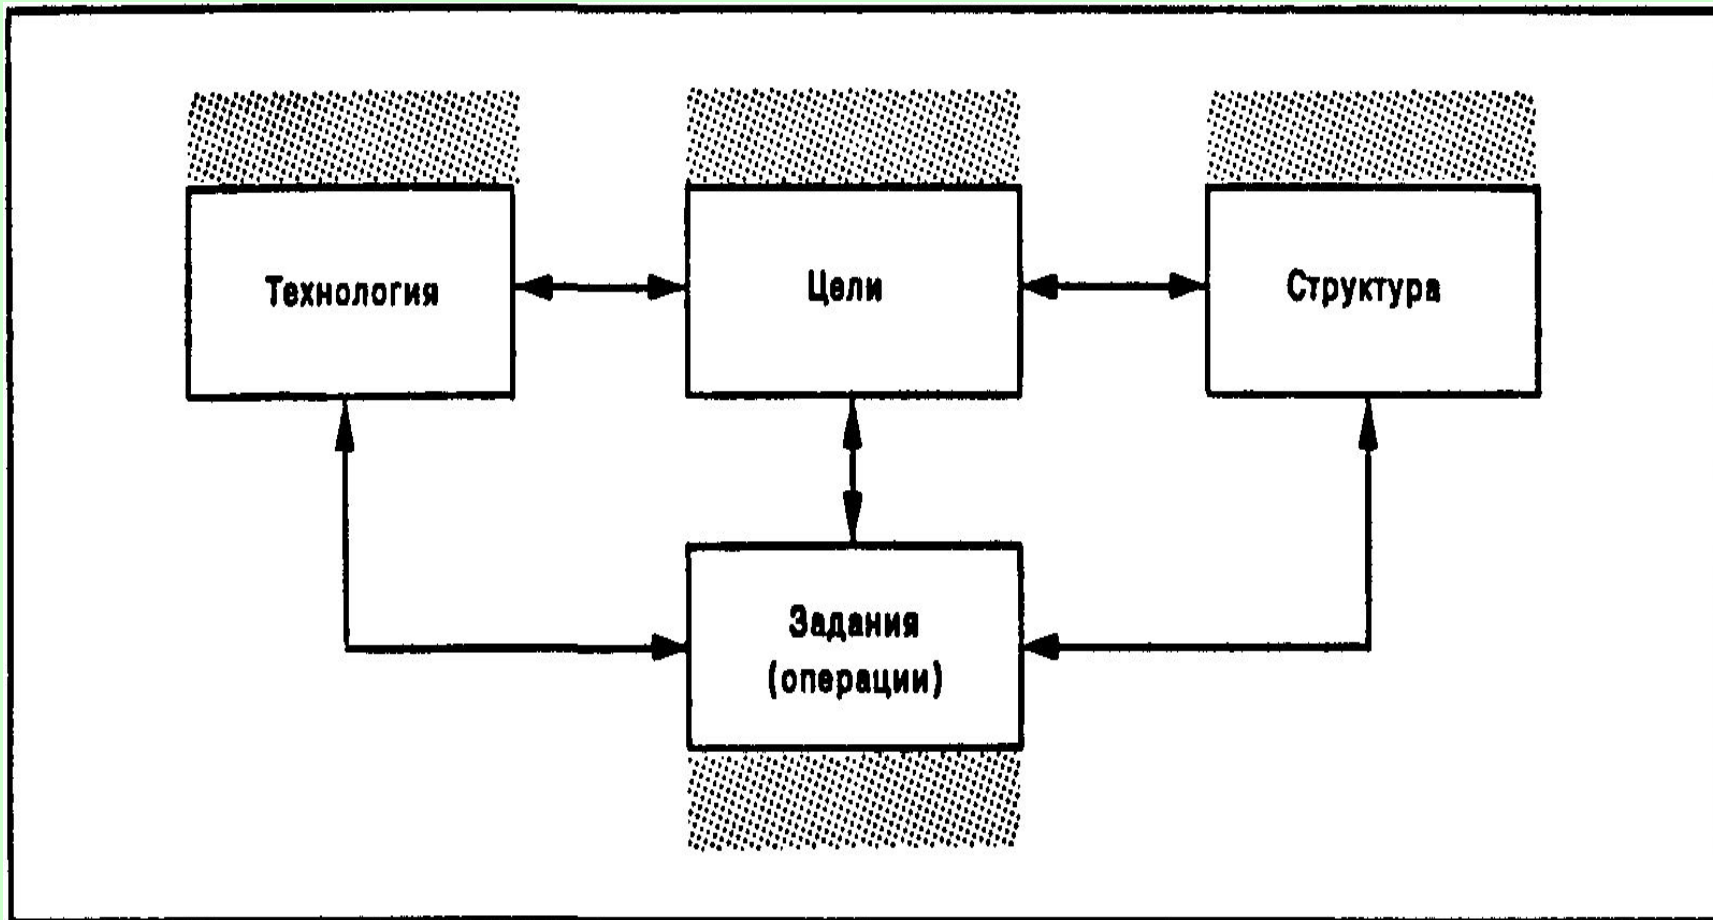 Технология
Цели
Структура
Задания
(операции)